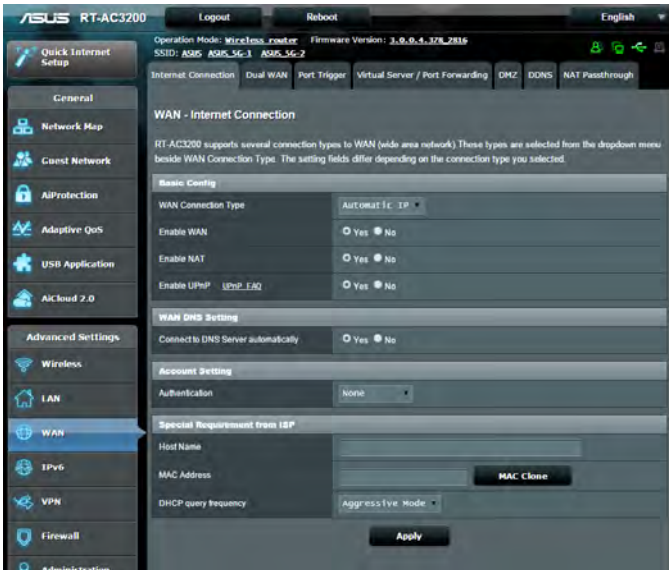 ASUS RT-AC3200 Logout Reboot English
Operation Mode: Wireless router Firmware Version: 3.0.0.4.378_2816
SSID: ASUS ASUS_5G-1 ASUS_5G-2
Quick Internet Setup
Internet Connection Dual WAN Port Trigger Virtual Server / Port Forwarding DMZ DDNS NAT Passthrough
General
Network Map
Guest Network
AiProtection
Adaptive QoS
USB Application
AiCloud 2.0
Advanced Settings
Wireless
LAN
WAN
IPv6
VPN
Firewall
Administration
WAN - Internet Connection
RT-AC3200 supports several connection types to WAN (wide area network).These types are selected from the dropdown menu
beside WAN Connection Type. The setting fields differ depending on the connection type you selected.
Basic Config
WAN Connection Type Automatic IP
Enable WAN Yes No
Enable NAT Yes No
Enable UPnP UPnP FAQ Yes No
WAN DNS Setting
Connect to DNS Server automatically Yes No
Account Setting
Authentication None
Special Requirement from ISP
Host Name
MAC Address MAC Clone
DHCP query frequency Aggressive Mode
Apply